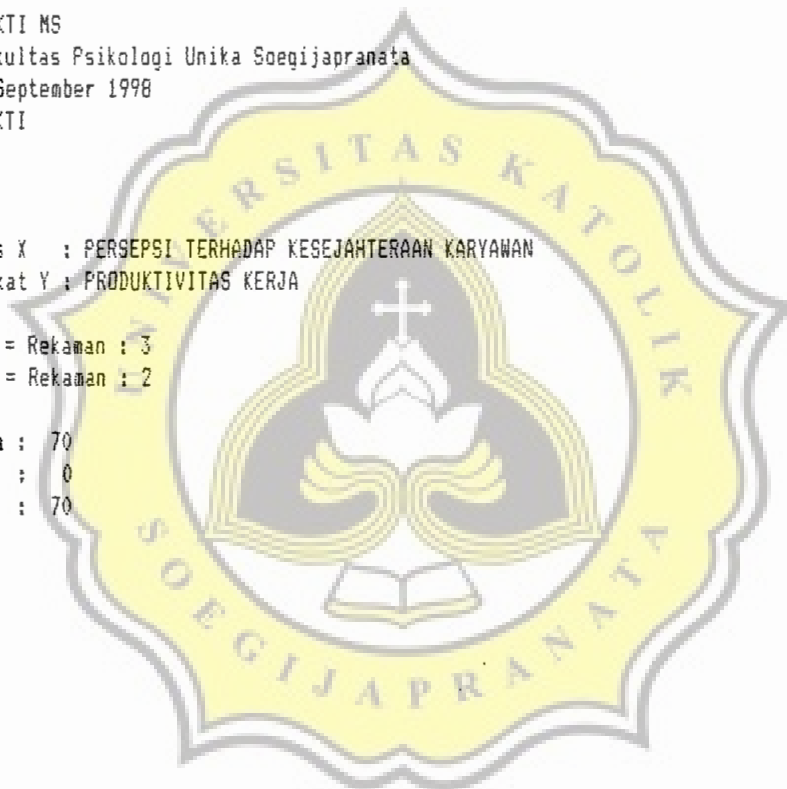 KTI MS
kultas Psikologi Unika Soegijapranata
September 1998
KTI
s X : PERSEPSI TERHADAP KESEJAHTERAAN KARYAWAN
kat Y : PRODUKTIVITAS KERJA
= Rekaman : 3
= Rekaman : 2
n : 70
: 0
: 70
UNIVERSITAS KATOLIK
SOEGIJAPRANATA